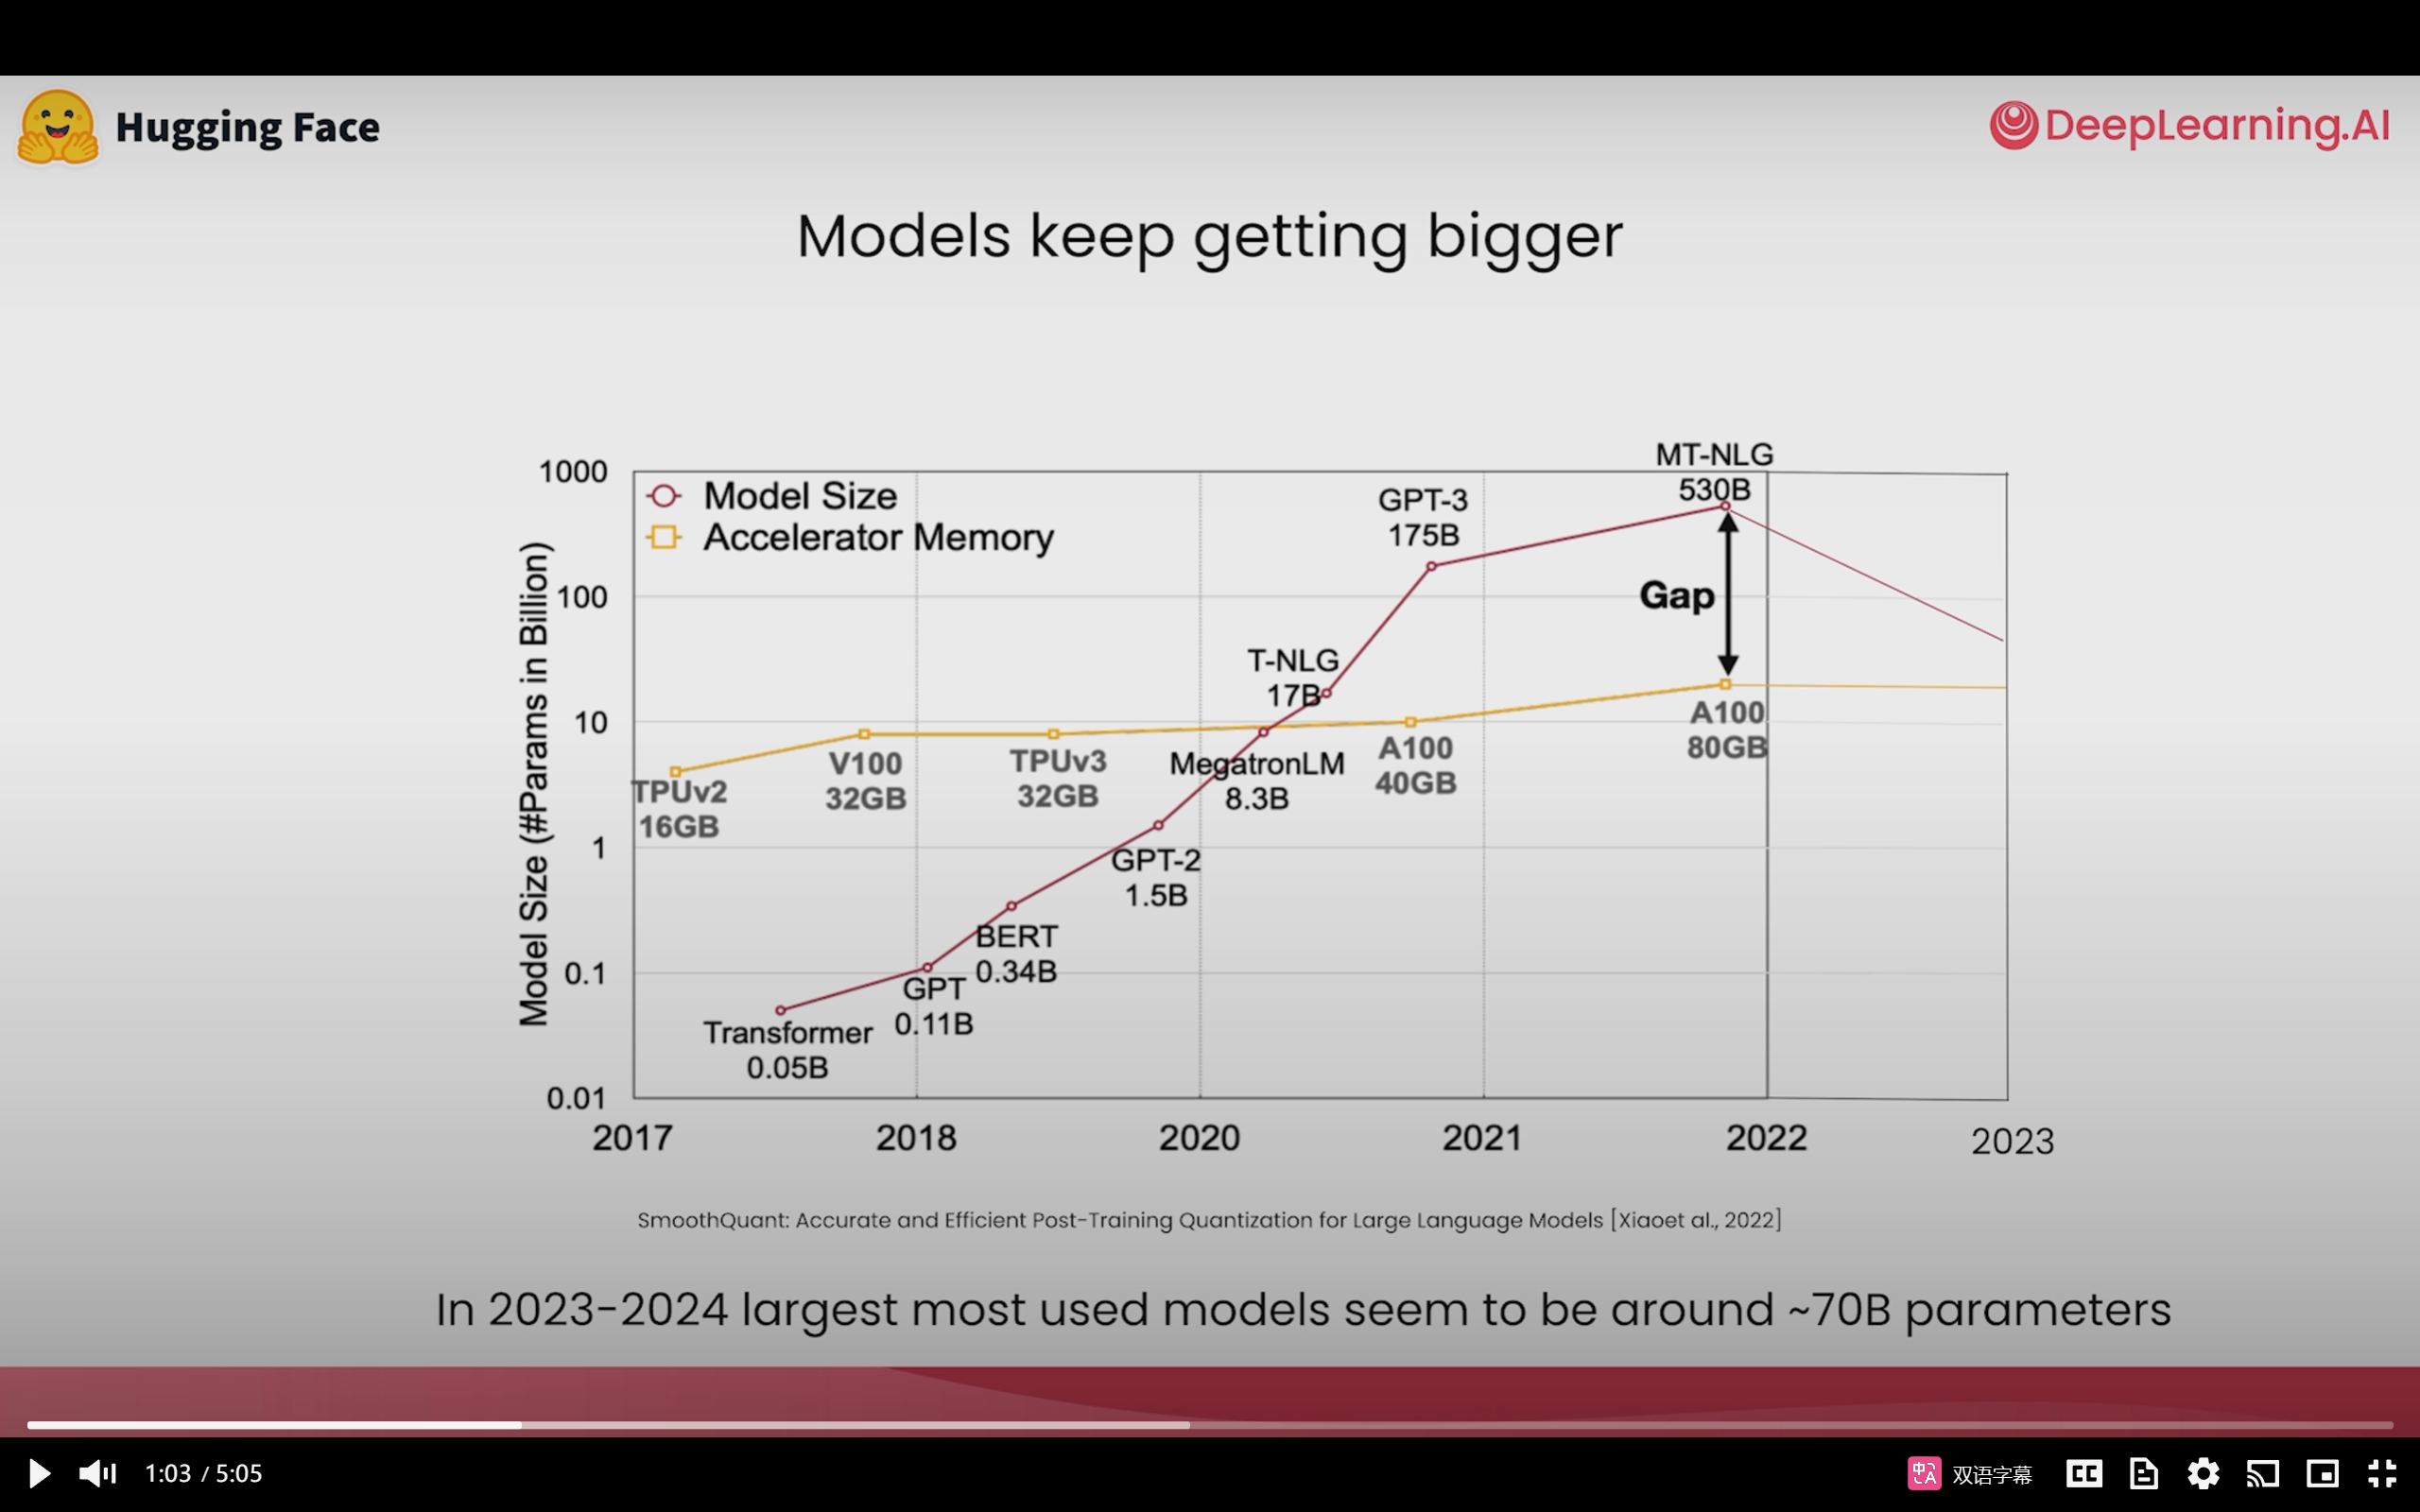 Hugging Face
DeepLearning.AI
Models keep getting bigger
Model Size (#Params in Billion)
1000
100
10
1
0.1
0.01
Model Size
Accelerator Memory
MT-NLG
530B
GPT-3
175B
Gap
T-NLG
17B
A100
80GB
A100
40GB
MegatronLM
8.3B
TPUv3
32GB
V100
32GB
TPUv2
16GB
GPT-2
1.5B
BERT
0.34B
GPT
0.11B
Transformer
0.05B
2017
2018
2020
2021
2022
2023
SmoothQuant: Accurate and Efficient Post-Training Quantization for Large Language Models [Xiaoet al., 2022]
In 2023-2024 largest most used models seem to be around ~70B parameters
1:03 / 5:05
中A
双语字幕
CC